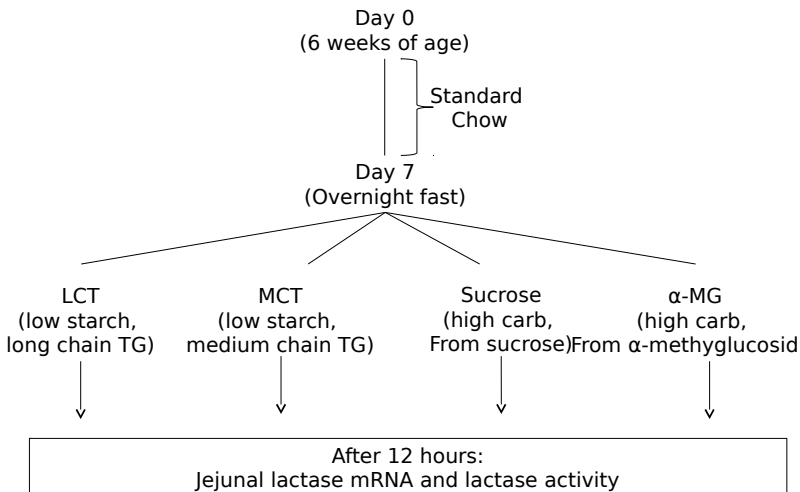 Day 0
(6 weeks of age)
Standard
Chow
Day 7
(Overnight fast)
LCT
(low starch,
long chain TG)
MCT
(low starch,
medium chain TG)
Sucrose
(high carb,
From sucrose)
α-MG
(high carb,
From α-methyglucosid
After 12 hours:
Jejunal lactase mRNA and lactase activity